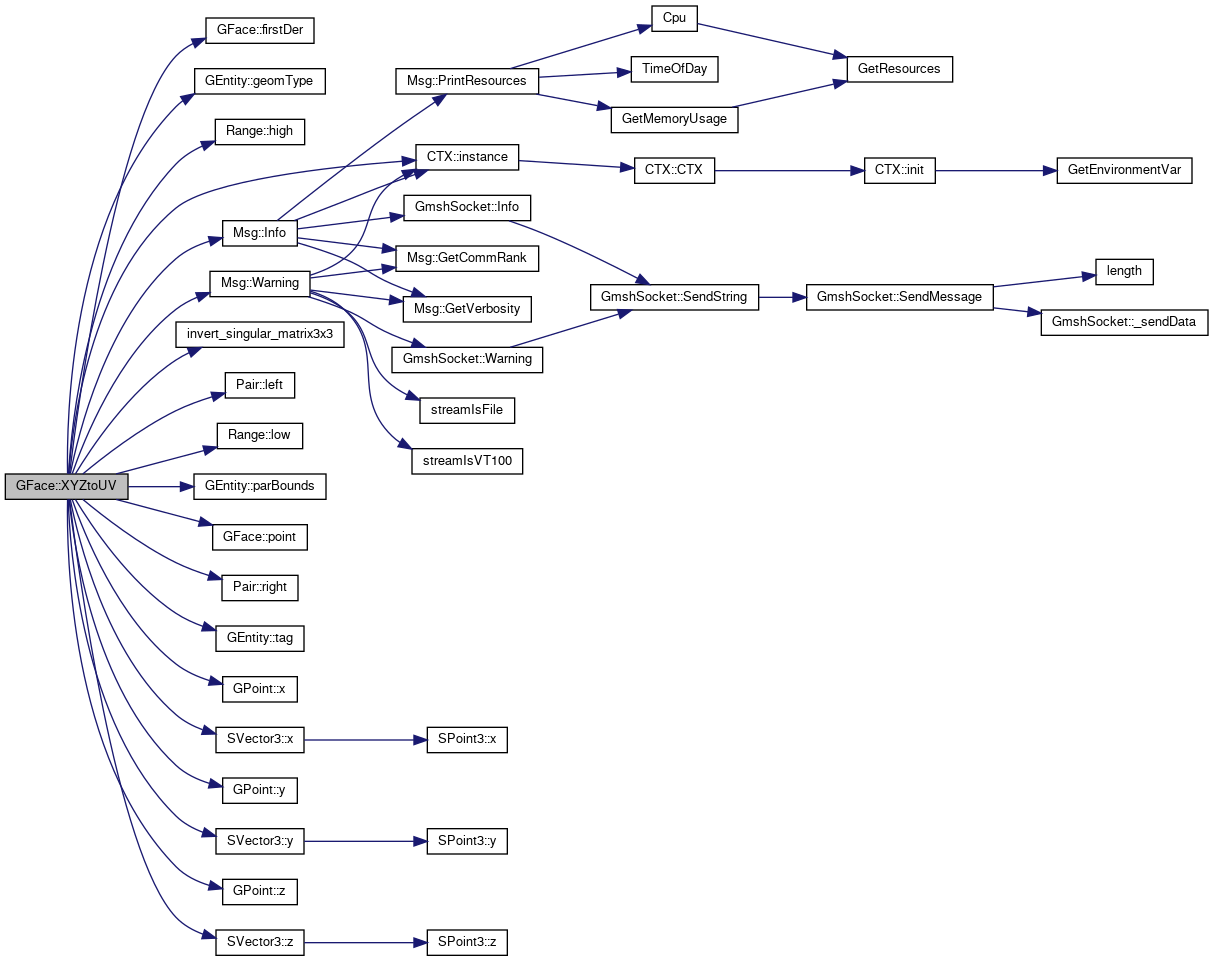 GFace::XYZtoUV
GFace::firstDer
GEntity::geomType
Range::high
Msg::Info
Msg::Warning
invert_singular_matrix3x3
Pair::left
Range::low
GEntity::parBounds
GFace::point
Pair::right
GEntity::tag
GPoint::x
SVector3::x
GPoint::y
SVector3::y
GPoint::z
SVector3::z
Msg::PrintResources
CTX::instance
GmshSocket::Info
Msg::GetCommRank
Msg::GetVerbosity
GmshSocket::Warning
streamIsFile
streamIsVT100
SPoint3::x
SPoint3::y
SPoint3::z
Cpu
TimeOfDay
GetMemoryUsage
CTX::CTX
GmshSocket::SendString
GetResources
CTX::init
GmshSocket::SendMessage
GetEnvironmentVar
length
GmshSocket::_sendData